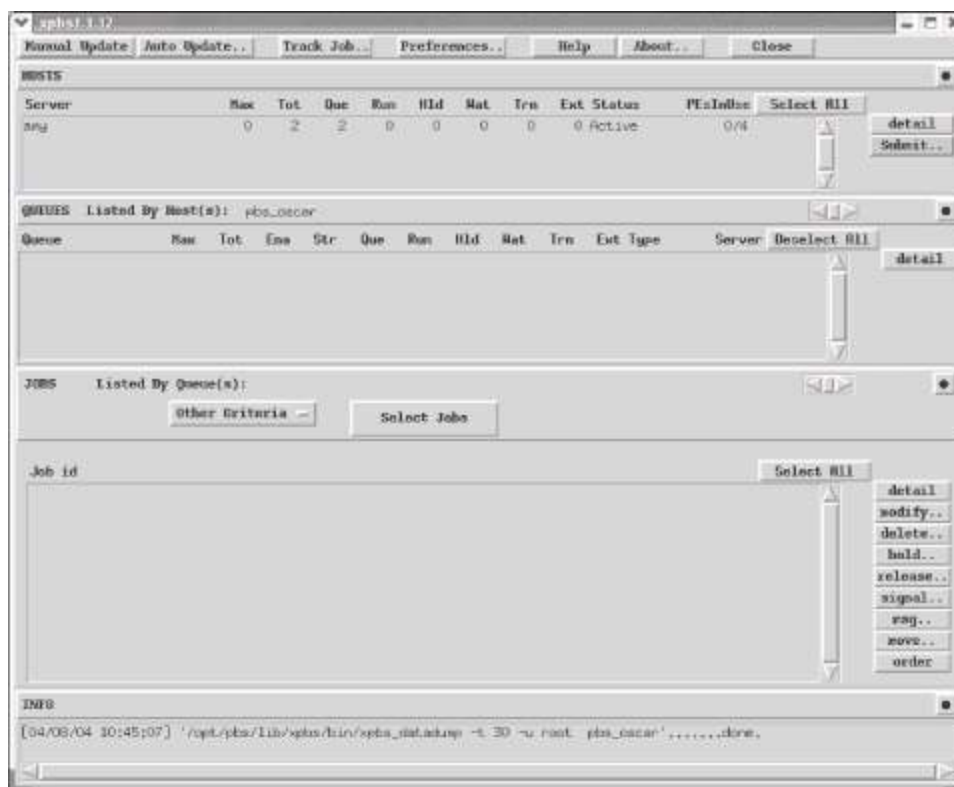 xpbs 1.1.12
Manual Update Auto Update.. Track Job.. Preferences.. Help About.. Close
HOSTS
Server Max Tot Que Run Hld Wat Trn Ext Status PEsInUse Select All
0 2 2 0 0 0 0 0 Active 0/4
detail
Submit..
QUEUES Listed By Host(s): pbs_oscar
Queue Max Tot Ena Str Que Run Hld Wat Trn Ext Type Server Deselect All
detail
JOBS Listed By Queue(s):
Other Criteria Select Jobs
Job id Select All
detail
modify..
delete..
hold..
release..
signal..
msg..
move..
order
INFO
[04/08/04 10:45:07] '/opt/pbs/lib/xpbs/bin/xpbs_datadump -t 30 -u root pbs_oscar'.......done.